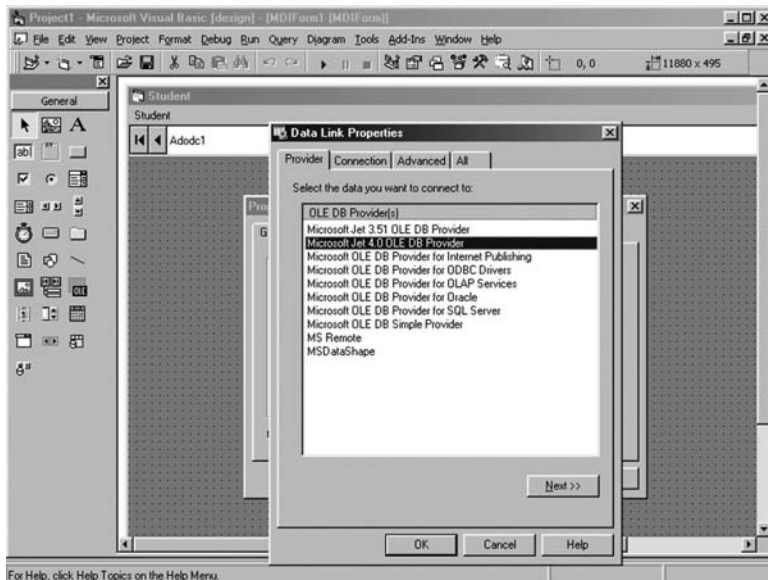 Project1 - Microsoft Visual Basic [design] - [MDIForm1 [MDIForm]]
File Edit View Project Format Debug Run Query Diagram Tools Add-Ins Window Help
0, 0 11880 x 495
General
Student
Student
Adodc1
A
ab|
OLE
Data Link Properties
Provider Connection Advanced All
Select the data you want to connect to:
OLE DB Provider(s)
Microsoft Jet 3.51 OLE DB Provider
Microsoft Jet 4.0 OLE DB Provider
Microsoft OLE DB Provider for Internet Publishing
Microsoft OLE DB Provider for ODBC Drivers
Microsoft OLE DB Provider for OLAP Services
Microsoft OLE DB Provider for Oracle
Microsoft OLE DB Provider for SQL Server
Microsoft OLE DB Simple Provider
MS Remote
MSDataShape
Next >>
OK Cancel Help
For Help, click Help Topics on the Help Menu.